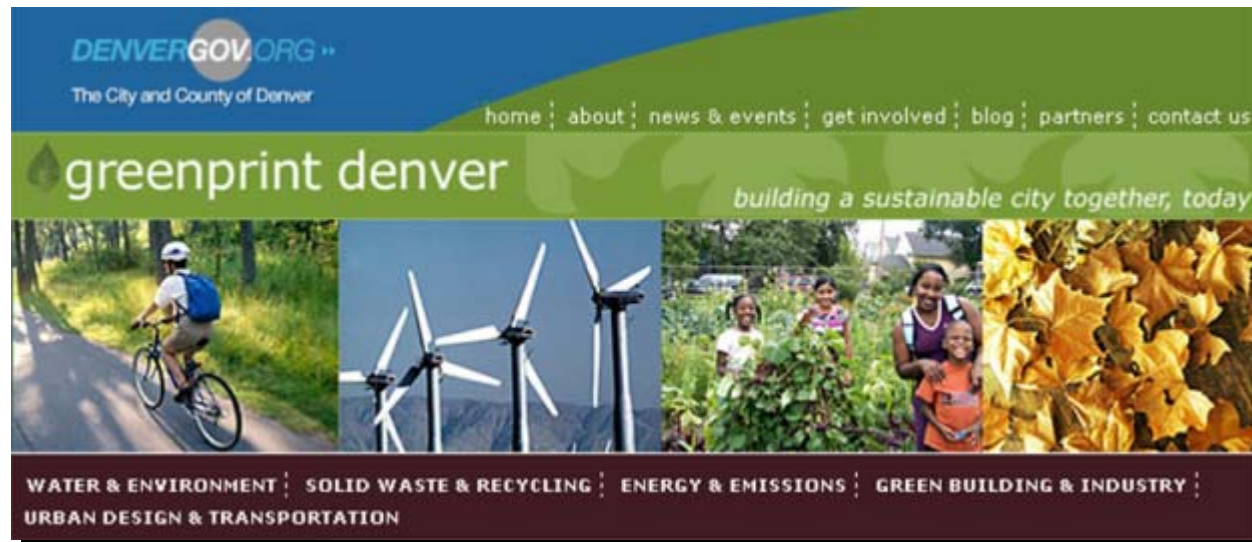 DENVERGOV.ORG
The City and County of Denver
home about news & events get involved blog partners contact us
greenprint denver
building a sustainable city together, today
WATER & ENVIRONMENT SOLID WASTE & RECYCLING ENERGY & EMISSIONS GREEN BUILDING & INDUSTRY
URBAN DESIGN & TRANSPORTATION